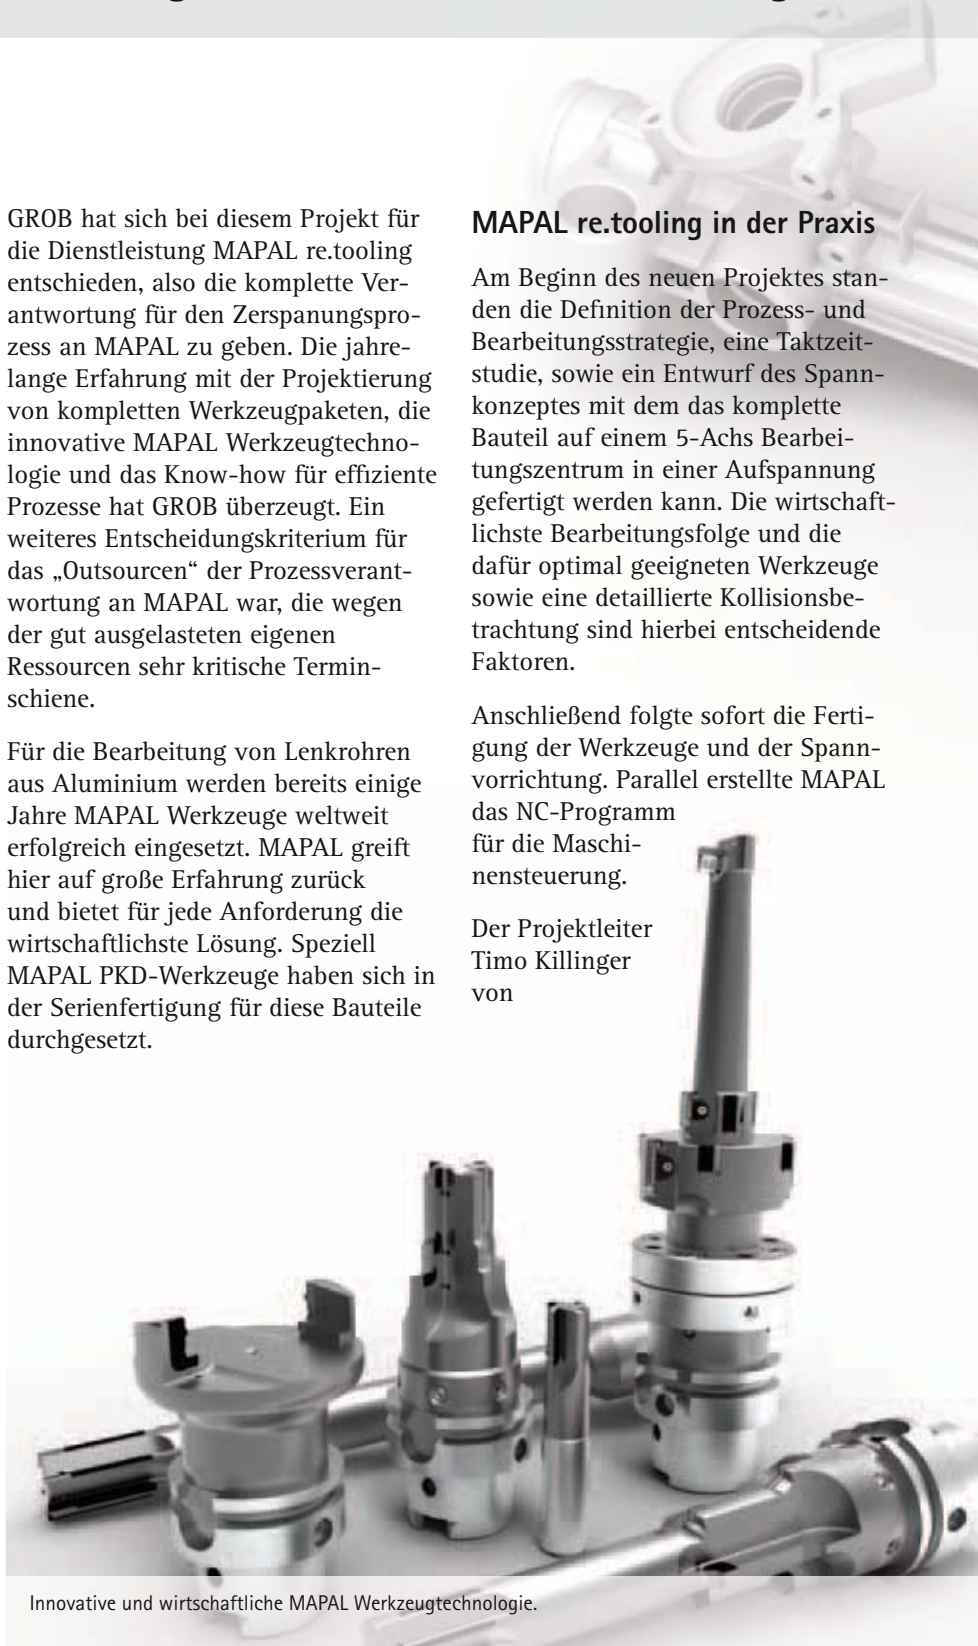 GROB hat sich bei diesem Projekt für
die Dienstleistung MAPAL re.tooling
entschieden, also die komplette Ver-
antwortung für den Zerspanungspro-
zess an MAPAL zu geben. Die jahre-
lange Erfahrung mit der Projektierung
von kompletten Werkzeugpaketen, die
innovative MAPAL Werkzeugtechno-
logie und das Know-how für effiziente
Prozesse hat GROB überzeugt. Ein
weiteres Entscheidungskriterium für
das „Outsourcen“ der Prozessverant-
wortung an MAPAL war, die wegen
der gut ausgelasteten eigenen
Ressourcen sehr kritische Termin-
schiene.
Für die Bearbeitung von Lenkrohren
aus Aluminium werden bereits einige
Jahre MAPAL Werkzeuge weltweit
erfolgreich eingesetzt. MAPAL greift
hier auf große Erfahrung zurück
und bietet für jede Anforderung die
wirtschaftlichste Lösung. Speziell
MAPAL PKD-Werkzeuge haben sich in
der Serienfertigung für diese Bauteile
durchgesetzt.
MAPAL re.tooling in der Praxis
Am Beginn des neuen Projektes stan-
den die Definition der Prozess- und
Bearbeitungsstrategie, eine Taktzeit-
studie, sowie ein Entwurf des Spann-
konzeptes mit dem das komplette
Bauteil auf einem 5-Achs Bearbei-
tungszentrum in einer Aufspannung
gefertigt werden kann. Die wirtschaft-
lichste Bearbeitungsfolge und die
dafür optimal geeigneten Werkzeuge
sowie eine detaillierte Kollisionsbe-
trachtung sind hierbei entscheidende
Faktoren.
Anschließend folgte sofort die Ferti-
gung der Werkzeuge und der Spann-
vorrichtung. Parallel erstellte MAPAL
das NC-Programm
für die Maschi-
nensteuerung.
Der Projektleiter
Timo Killinger
von
Innovative und wirtschaftliche MAPAL Werkzeugtechnologie.